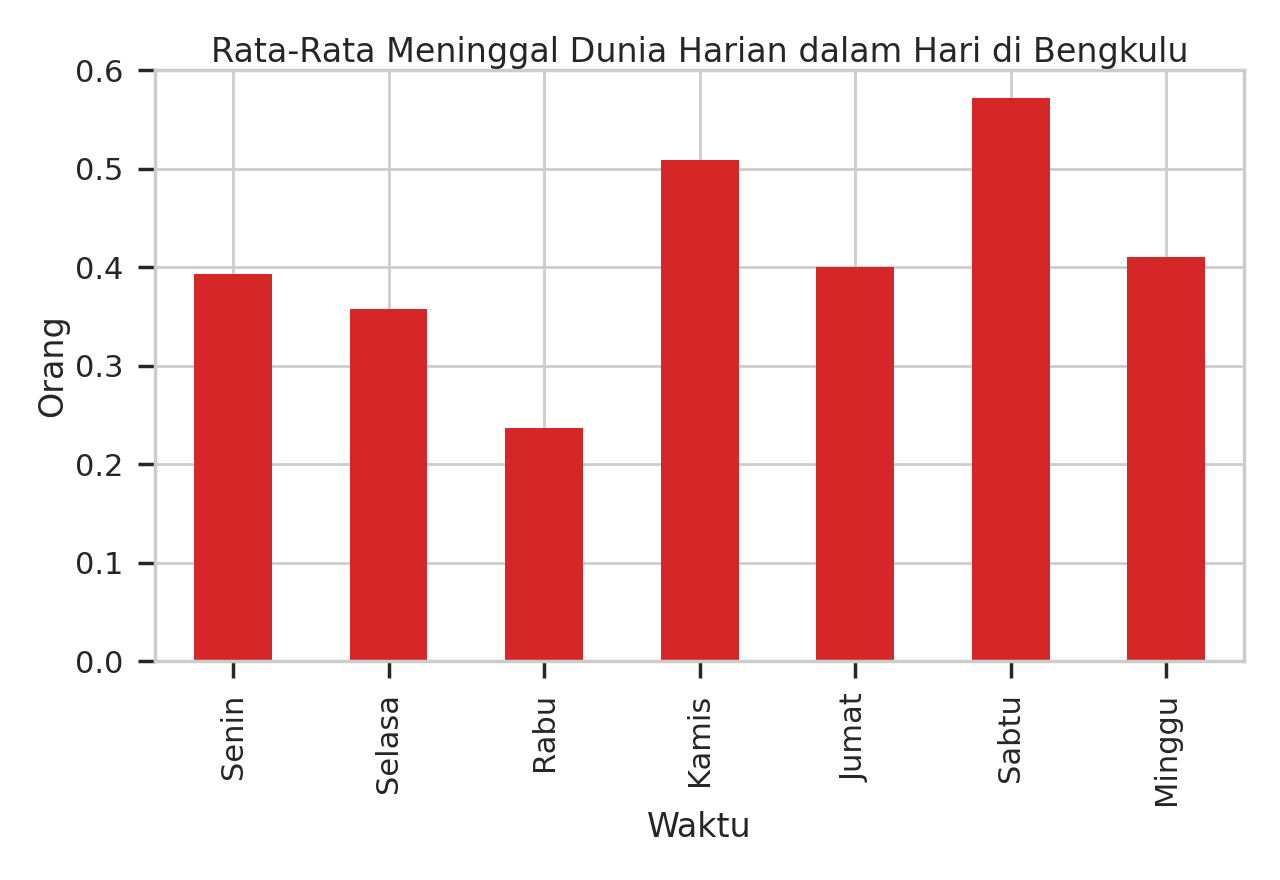 Rata-Rata Meninggal Dunia Harian dalam Hari di Bengkulu
0.6
0.5
0.4
0.3
0.2
0.1
0.0
Orang
Senin
Selasa
Rabu
Kamis
Jumat
Sabtu
Minggu
Waktu